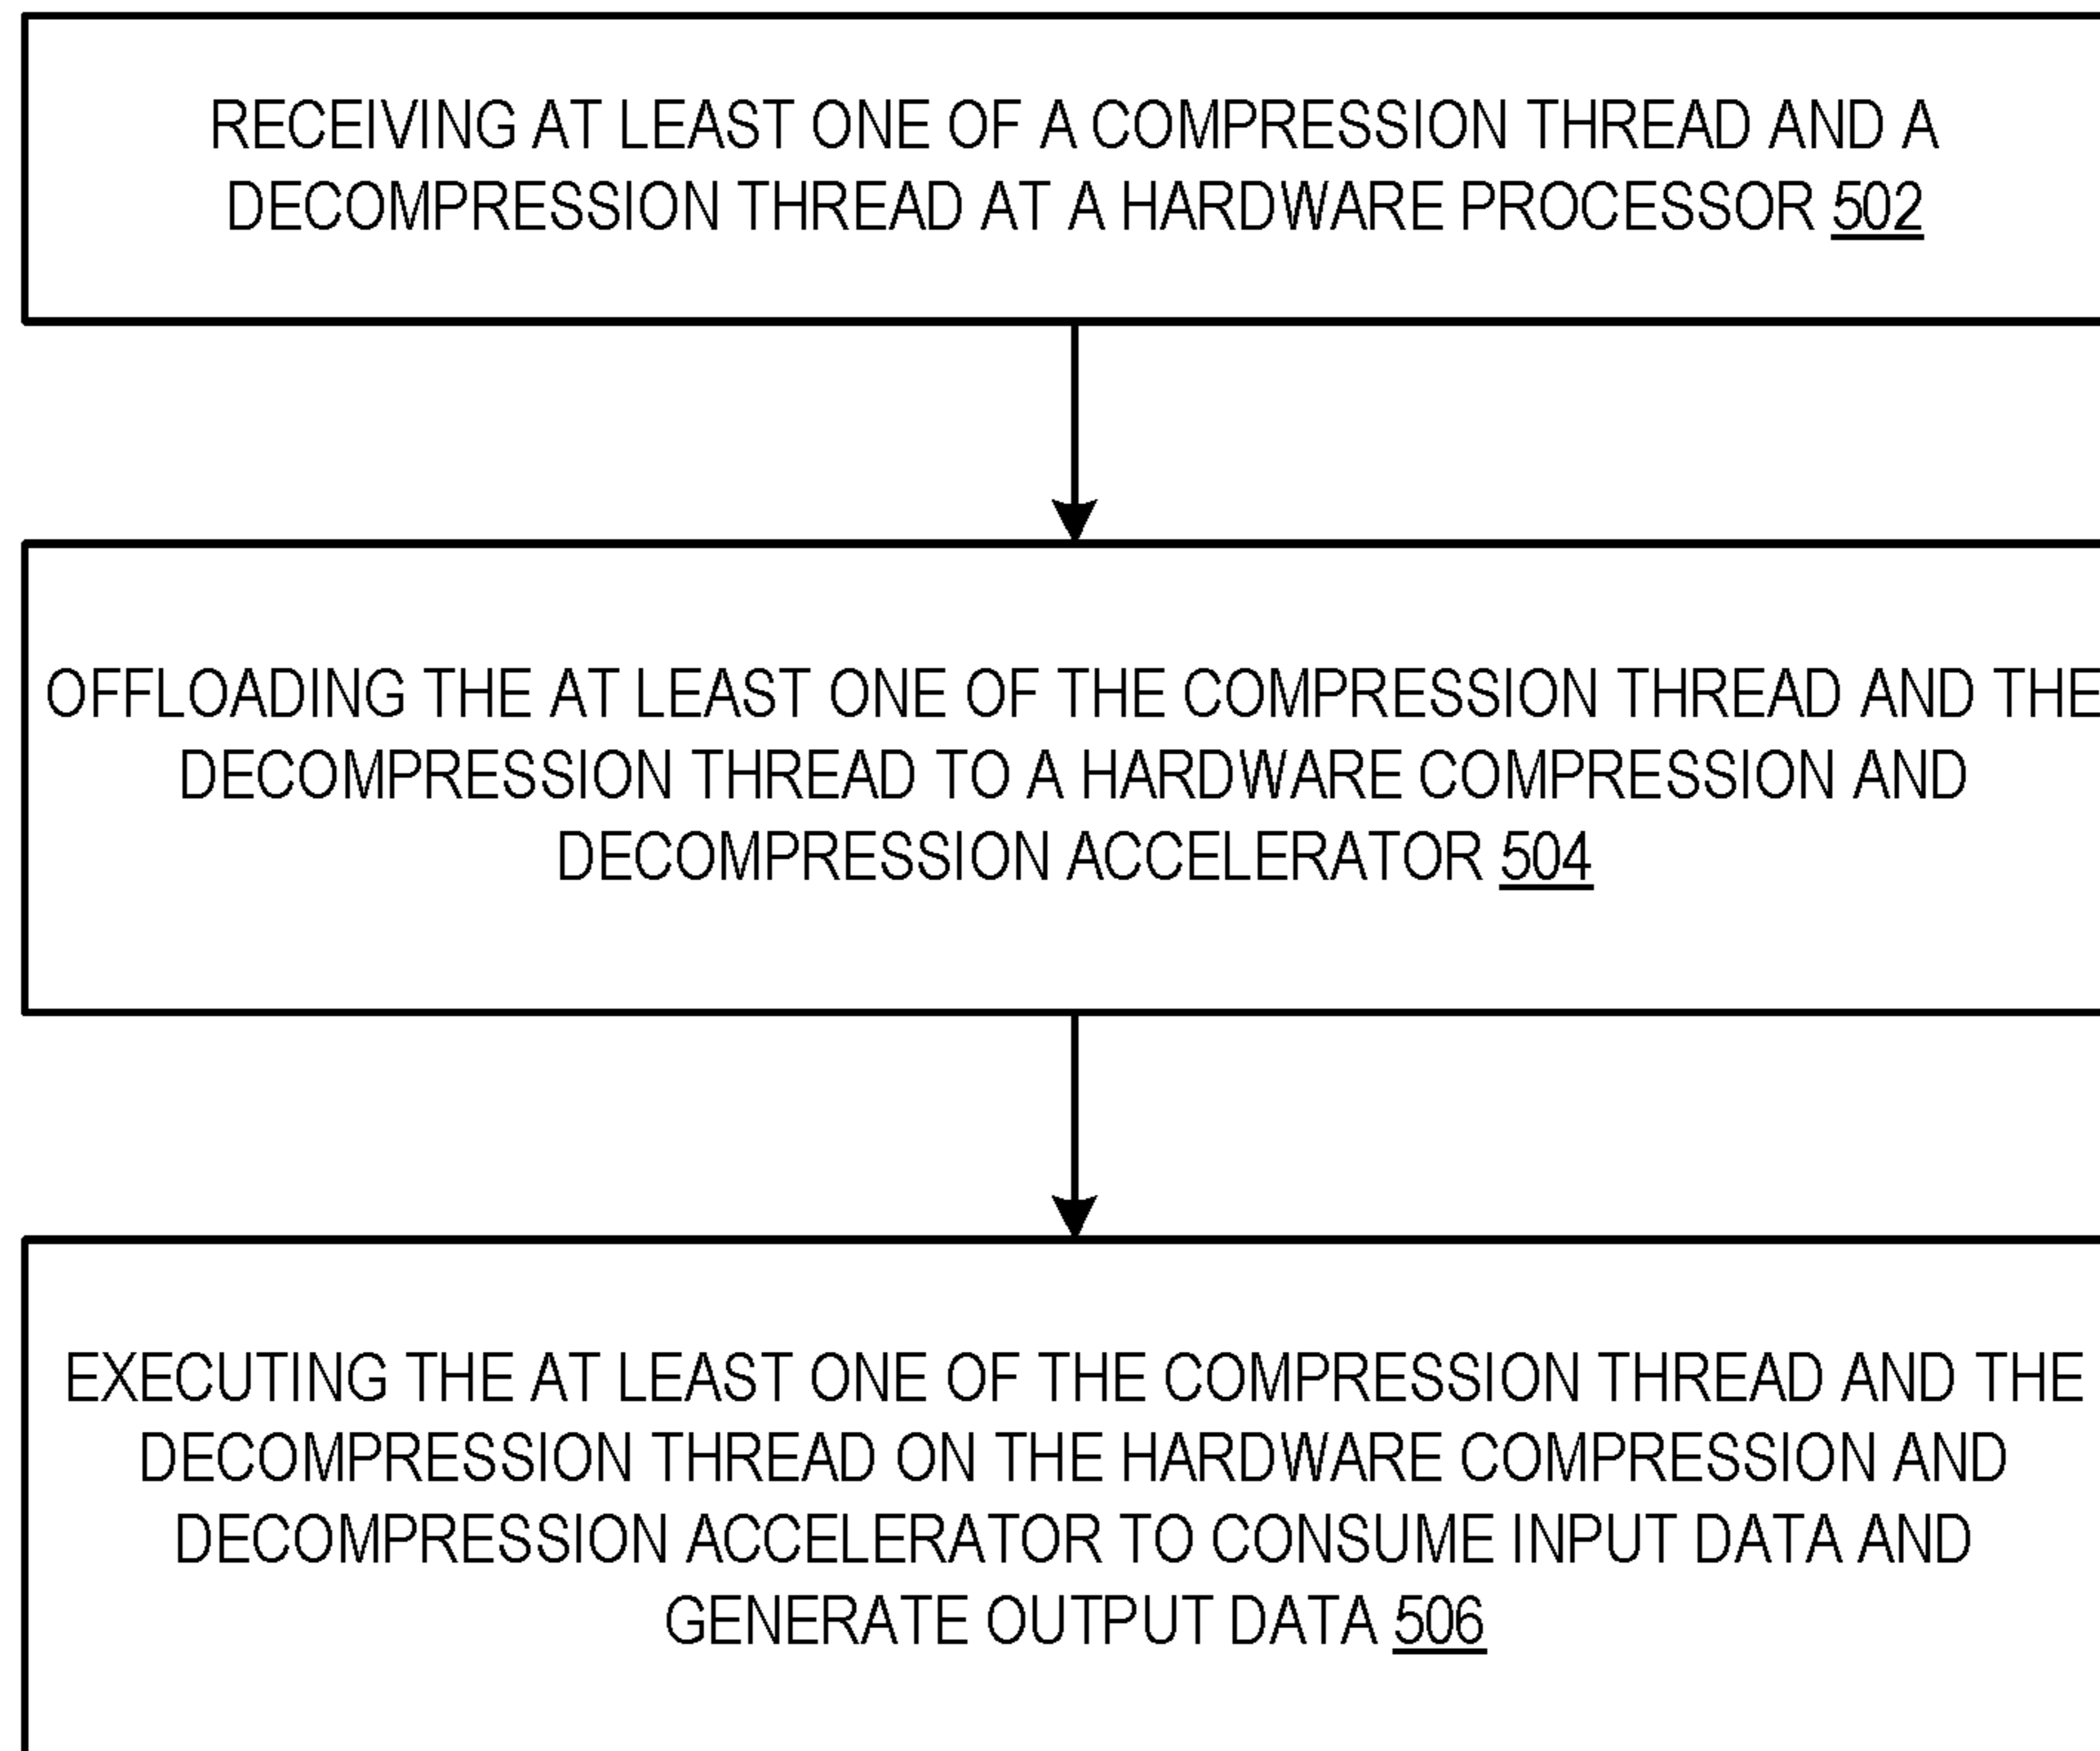 RECEIVING AT LEAST ONE OF A COMPRESSION THREAD AND A
DECOMPRESSION THREAD AT A HARDWARE PROCESSOR 502
OFFLOADING THE AT LEAST ONE OF THE COMPRESSION THREAD AND THE
DECOMPRESSION THREAD TO A HARDWARE COMPRESSION AND
DECOMPRESSION ACCELERATOR 504
EXECUTING THE AT LEAST ONE OF THE COMPRESSION THREAD AND THE
DECOMPRESSION THREAD ON THE HARDWARE COMPRESSION AND
DECOMPRESSION ACCELERATOR TO CONSUME INPUT DATA AND
GENERATE OUTPUT DATA 506